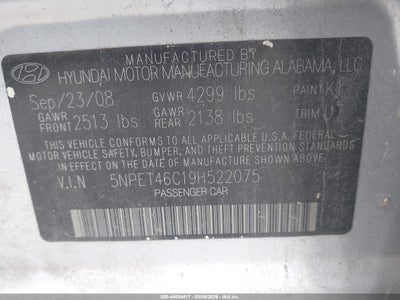 MANUFACTURED BY
HYUNDAI MOTOR MANUFACTURING ALABAMA, LLC
Sep/23/08 GVWR 4299 lbs PAINT
GAWR FRONT 2513 lbs GAWR REAR 2138 lbs TRIM
THIS VEHICLE CONFORMS TO ALL APPLICABLE U.S. FEDERAL
MOTOR VEHICLE SAFETY, BUMPER, AND THEFT PREVENTION STANDARDS
IN EFFECT ON THE DATE OF MANUFACTURE SHOWN ABOVE.
V.I.N 5NPET46C19H522075
PASSENGER CAR